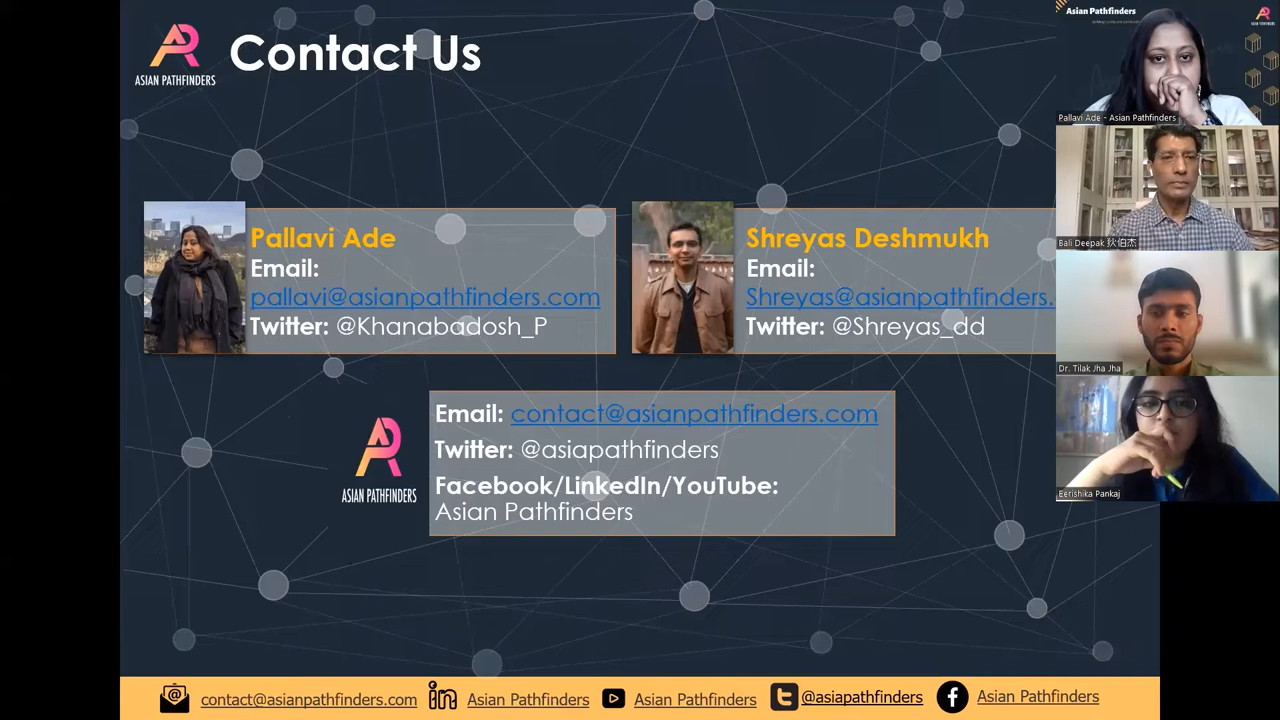 ASIAN PATHFINDERS
Contact Us
Pallavi Ade
Email:
pallavi@asianpathfinders.com
Twitter: @Khanabadosh_P
Shreyas Deshmukh
Email:
Shreyas@asianpathfinders.
Twitter: @Shreyas_dd
ASIAN PATHFINDERS
Email: contact@asianpathfinders.com
Twitter: @asiapathfinders
Facebook/LinkedIn/YouTube:
Asian Pathfinders
contact@asianpathfinders.com
Asian Pathfinders
Asian Pathfinders
@asiapathfinders
Asian Pathfinders
Asian Pathfinders
Pallavi Ade - Asian Pathfinders
Bali Deepak 狄伯杰
Dr. Tilak Jha Jha
Eerishika Pankaj